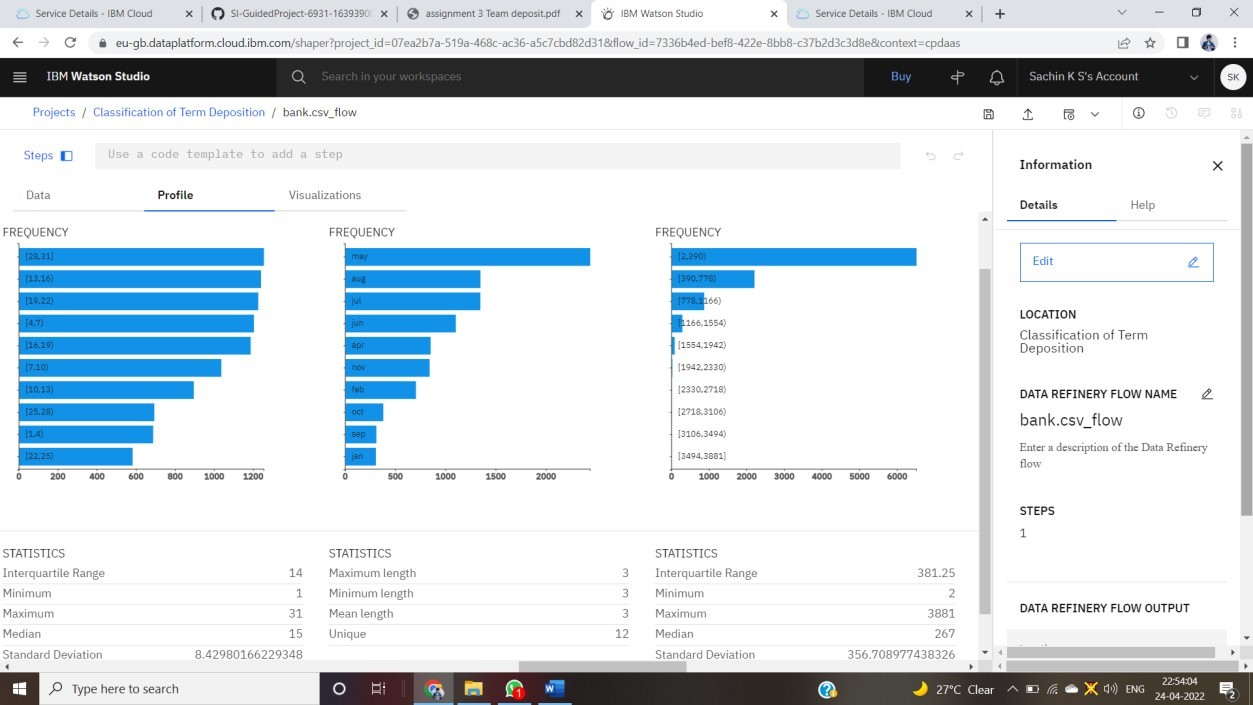 Service Details - IBM Cloud
SI-GuidedProject-6931-16393900
assignment 3 Team deposit.pdf
IBM Watson Studio
Service Details - IBM Cloud
eu-gb.dataplatform.cloud.ibm.com/shaper?project_id=07ea2b7a-519a-468c-ac36-a5c7cbd82d31&flow_id=7336b4ed-bef8-422e-8bb8-c37b2d3c3d8e&context=cpdaas
IBM Watson Studio
Search in your workspaces
Buy
Sachin K S's Account
SK
Projects / Classification of Term Deposition / bank.csv_flow
Steps
Use a code template to add a step
Data Profile Visualizations
FREQUENCY
[28,31]
[13,16)
[19,22)
[4,7)
[16,19)
[7,10)
[10,13)
[25,28)
[1,4)
[22,25)
0 200 400 600 800 1000 1200
STATISTICS
Interquartile Range 14
Minimum 1
Maximum 31
Median 15
Standard Deviation 8.42980166229348
FREQUENCY
may
aug
jul
jun
apr
nov
feb
oct
sep
jan
0 500 1000 1500 2000
STATISTICS
Maximum length 3
Minimum length 3
Mean length 3
Unique 12
FREQUENCY
[2,390)
[390,778)
[778,1166)
[1166,1554)
[1554,1942)
[1942,2330)
[2330,2718)
[2718,3106)
[3106,3494)
[3494,3881]
0 1000 2000 3000 4000 5000 6000
STATISTICS
Interquartile Range 381.25
Minimum 2
Maximum 3881
Median 267
Standard Deviation 356.708977438326
Information
Details Help
Edit
LOCATION
Classification of Term
Deposition
DATA REFINERY FLOW NAME
bank.csv_flow
Enter a description of the Data Refinery
flow
STEPS
1
DATA REFINERY FLOW OUTPUT
Type here to search
1
27°C Clear
ENG
22:54:04
24-04-2022
2